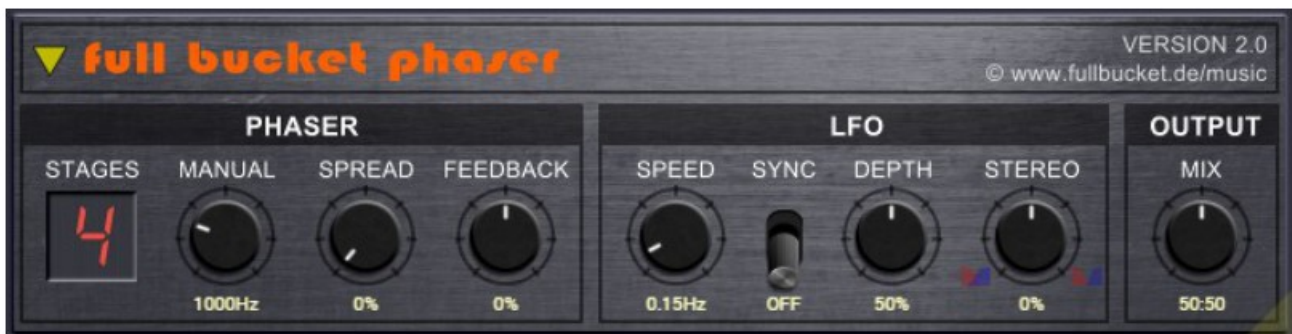 full bucket phaser
VERSION 2.0
© www.fullbucket.de/music
PHASER
LFO
OUTPUT
STAGES MANUAL SPREAD FEEDBACK
SPEED SYNC DEPTH STEREO
MIX
4
1000Hz 0% 0%
0.15Hz OFF 50% 0%
50:50